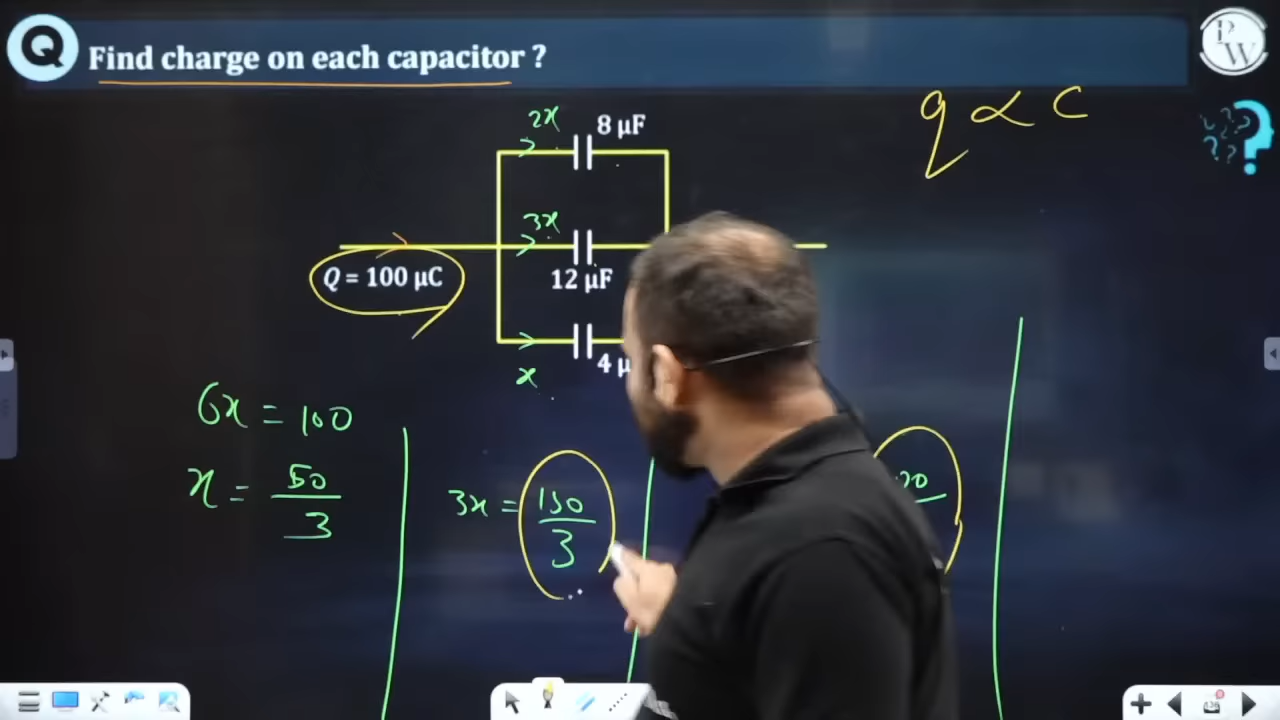 Q Find charge on each capacitor ?
P
W
q ∝ C
2x
8 μF
3x
Q = 100 μC
12 μF
4 μ
x
6x = 100
x = 50/3
3x = 150/3